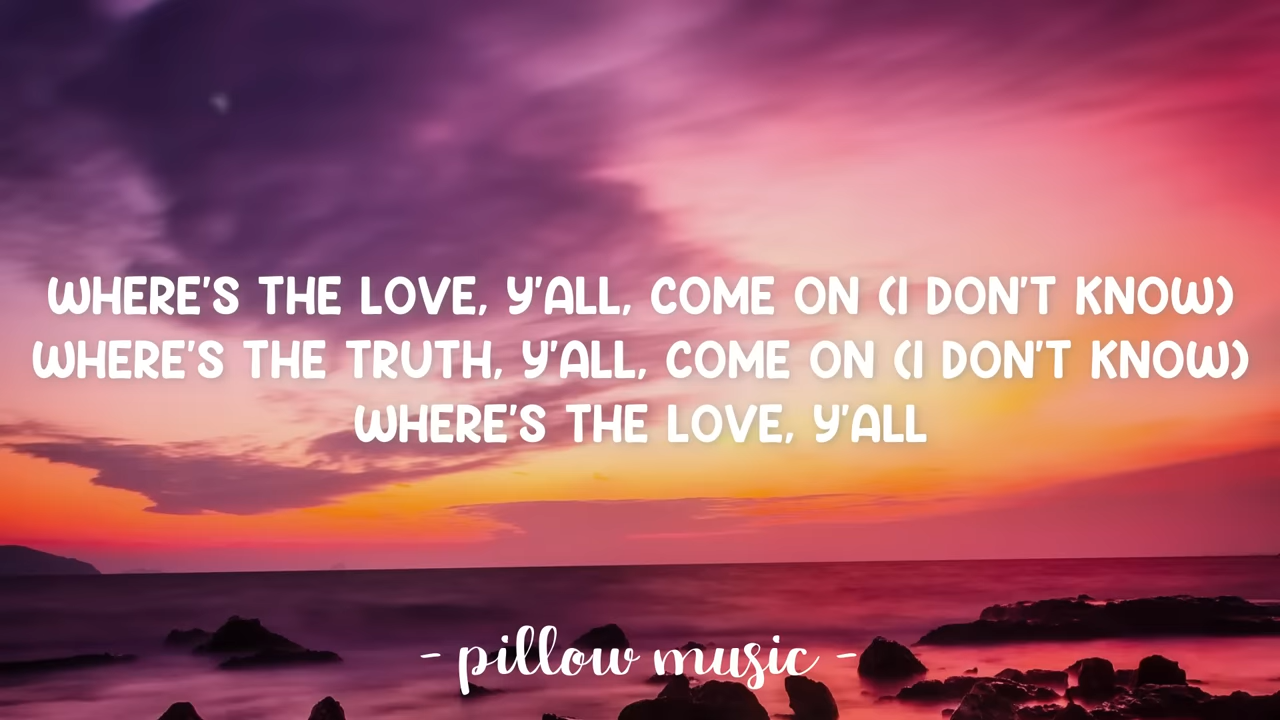 WHERE'S THE LOVE, Y'ALL, COME ON (I DON'T KNOW)
WHERE'S THE TRUTH, Y'ALL, COME ON (I DON'T KNOW)
WHERE'S THE LOVE, Y'ALL
- pillow music -